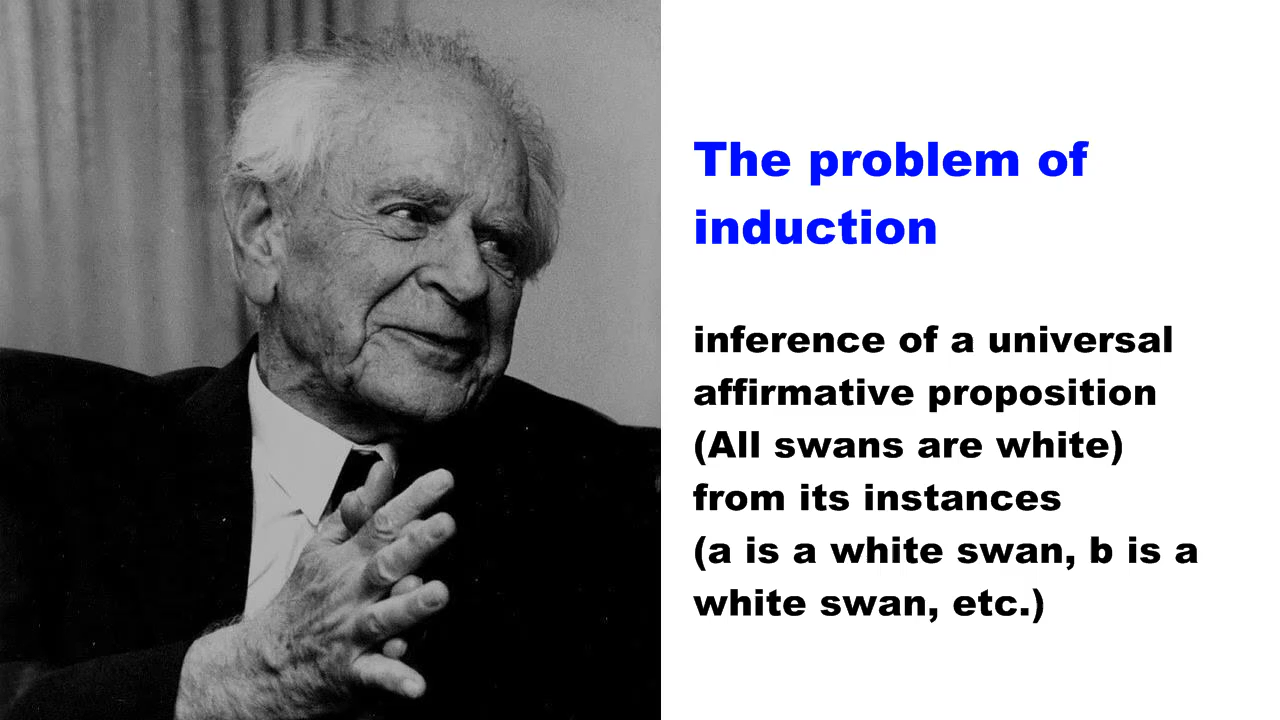 The problem of
induction
inference of a universal
affirmative proposition
(All swans are white)
from its instances
(a is a white swan, b is a
white swan, etc.)